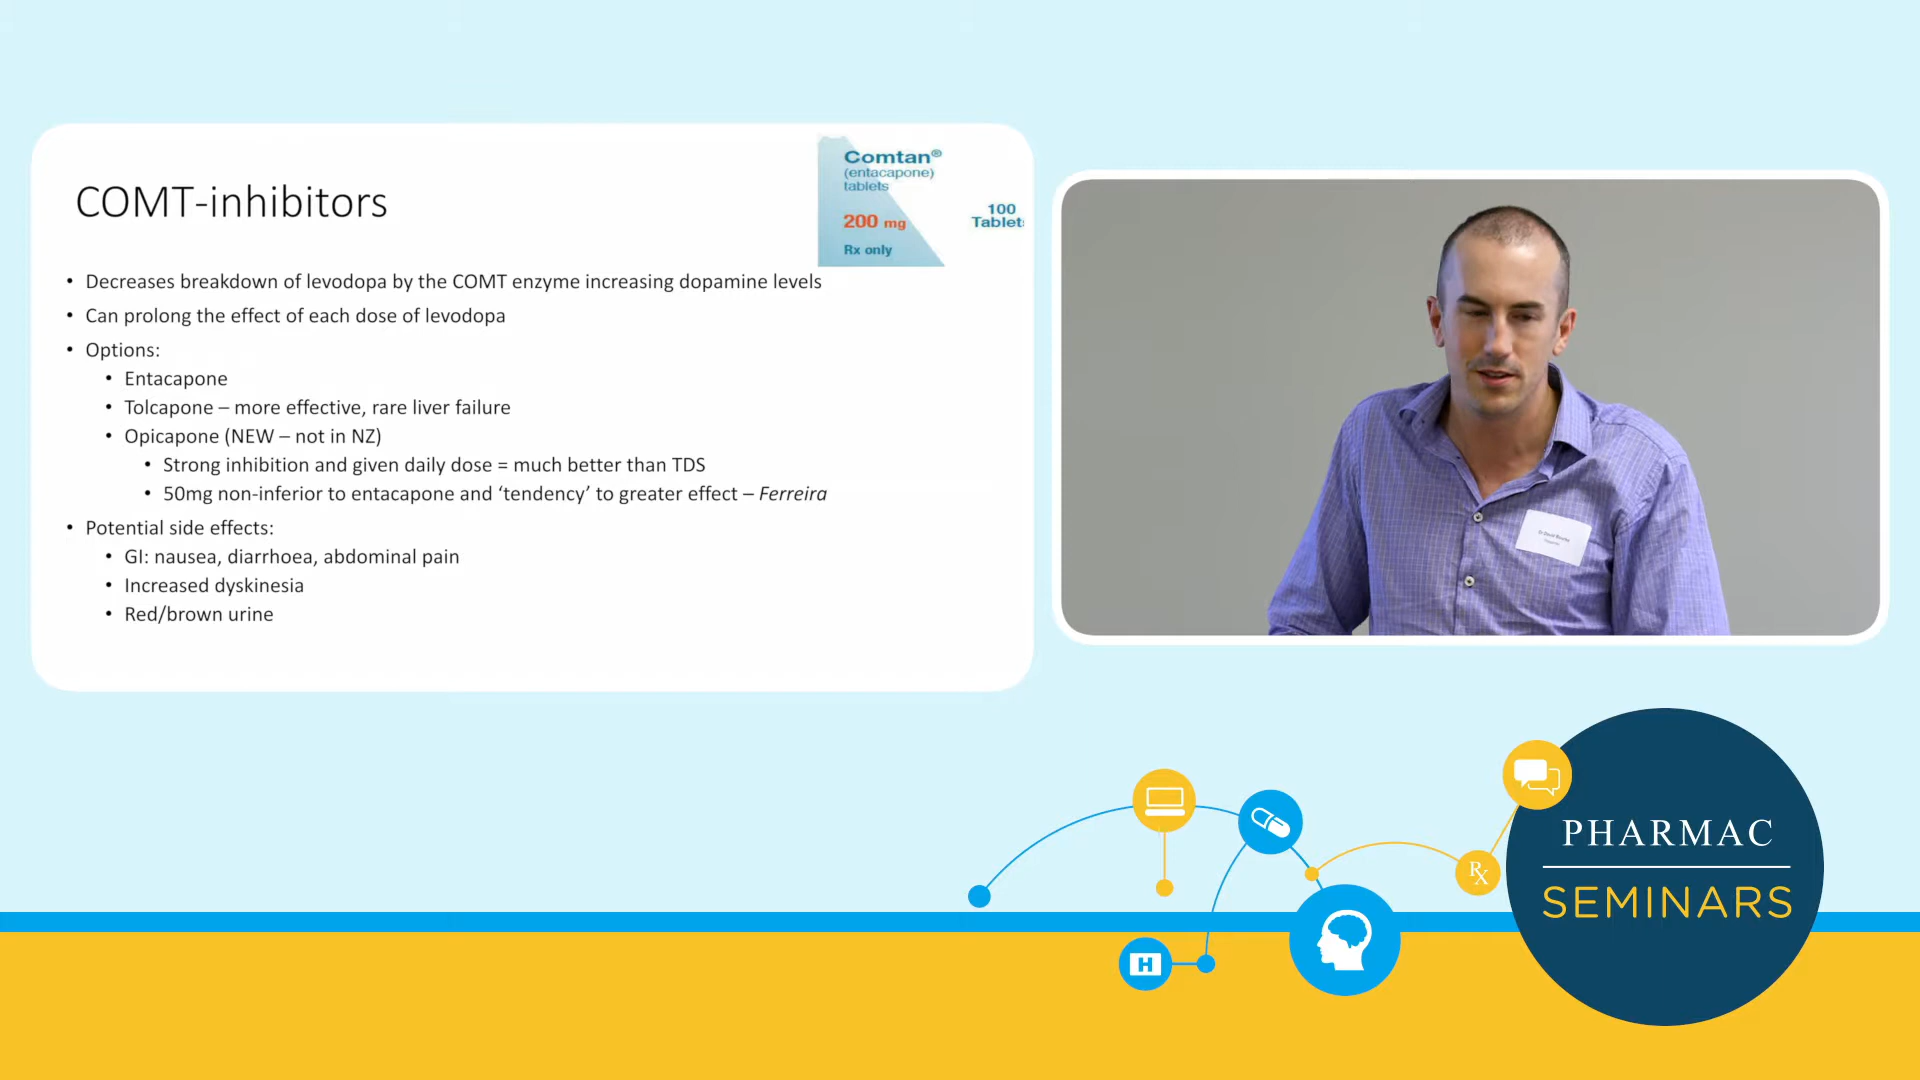 COMT-inhibitors
Comtan®
(entacapone)
tablets
200 mg
Rx only
100
Tablet
• Decreases breakdown of levodopa by the COMT enzyme increasing dopamine levels
• Can prolong the effect of each dose of levodopa
• Options:
• Entacapone
• Tolcapone – more effective, rare liver failure
• Opicapone (NEW – not in NZ)
• Strong inhibition and given daily dose = much better than TDS
• 50mg non-inferior to entacapone and ‘tendency’ to greater effect – Ferreira
• Potential side effects:
• GI: nausea, diarrhoea, abdominal pain
• Increased dyskinesia
• Red/brown urine
Dr David
H
Rx
PHARMAC
SEMINARS